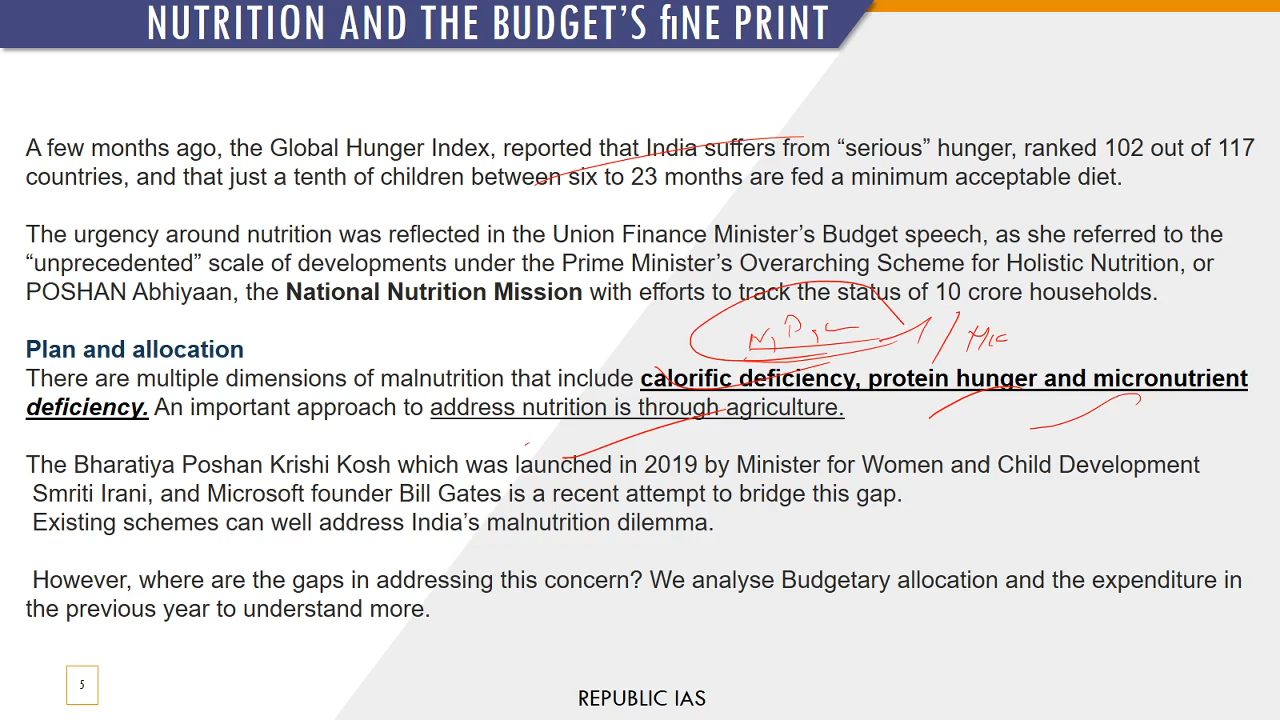 NUTRITION AND THE BUDGET'S fiNE PRINT
A few months ago, the Global Hunger Index, reported that India suffers from “serious” hunger, ranked 102 out of 117
countries, and that just a tenth of children between six to 23 months are fed a minimum acceptable diet.
The urgency around nutrition was reflected in the Union Finance Minister’s Budget speech, as she referred to the
“unprecedented” scale of developments under the Prime Minister’s Overarching Scheme for Holistic Nutrition, or
POSHAN Abhiyaan, the National Nutrition Mission with efforts to track the status of 10 crore households.
Plan and allocation
There are multiple dimensions of malnutrition that include calorific deficiency, protein hunger and micronutrient
deficiency. An important approach to address nutrition is through agriculture.
The Bharatiya Poshan Krishi Kosh which was launched in 2019 by Minister for Women and Child Development
Smriti Irani, and Microsoft founder Bill Gates is a recent attempt to bridge this gap.
Existing schemes can well address India’s malnutrition dilemma.
However, where are the gaps in addressing this concern? We analyse Budgetary allocation and the expenditure in
the previous year to understand more.
5
REPUBLIC IAS